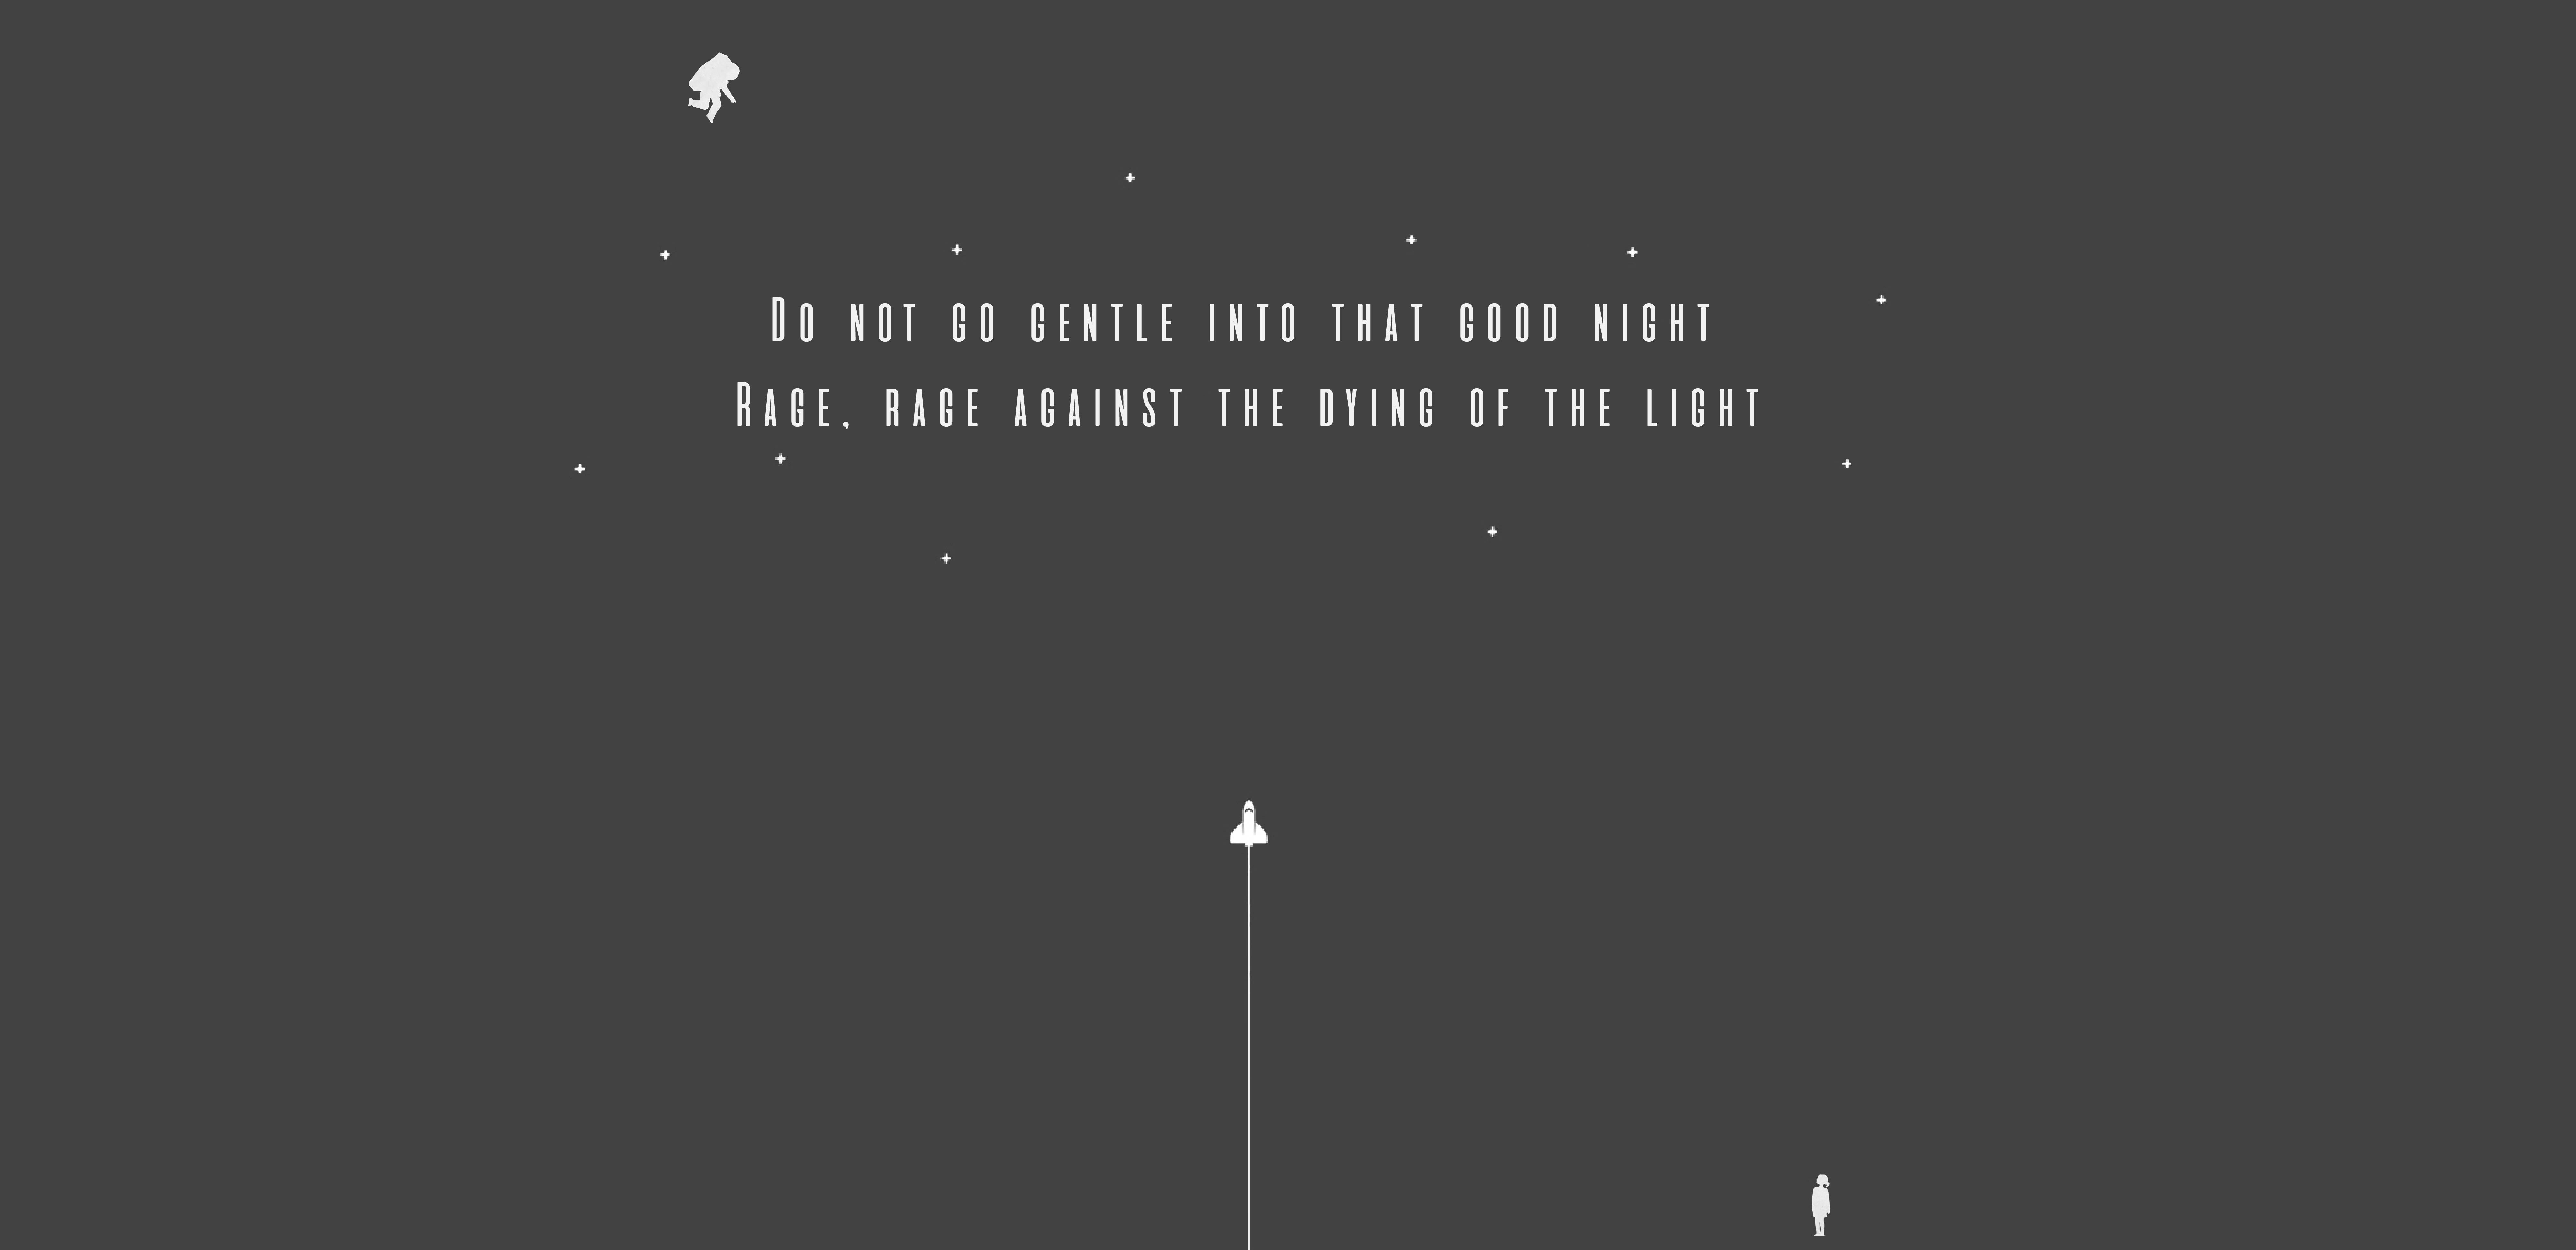 Do not go gentle into that good night
Rage, rage against the dying of the light